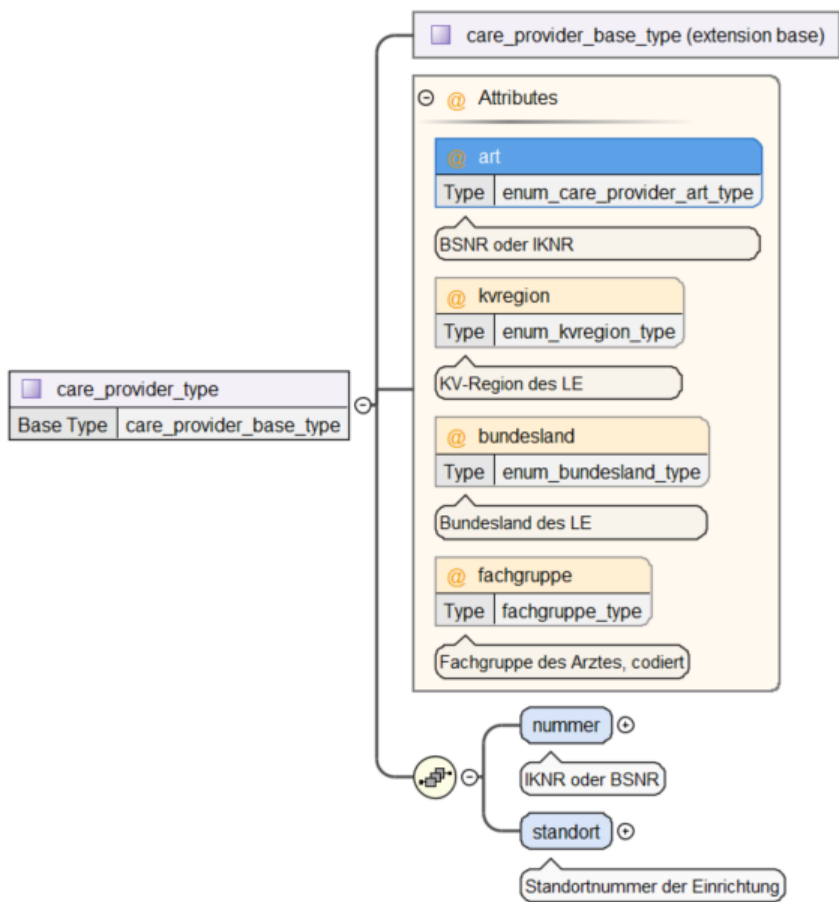 care_provider_base_type (extension base)
@ Attributes
@ art
Type enum_care_provider_art_type
BSNR oder IKNR
@ kvregion
Type enum_kvregion_type
KV-Region des LE
care_provider_type
Base Type care_provider_base_type
@ bundesland
Type enum_bundesland_type
Bundesland des LE
@ fachgruppe
Type fachgruppe_type
Fachgruppe des Arztes, codiert
nummer
IKNR oder BSNR
standort
Standortnummer der Einrichtung